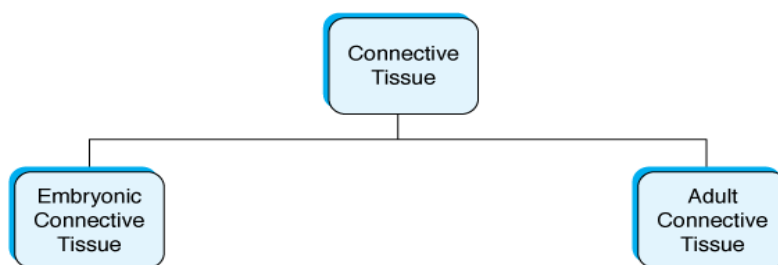 Connective
Tissue
Embryonic
Connective
Tissue
Adult
Connective
Tissue